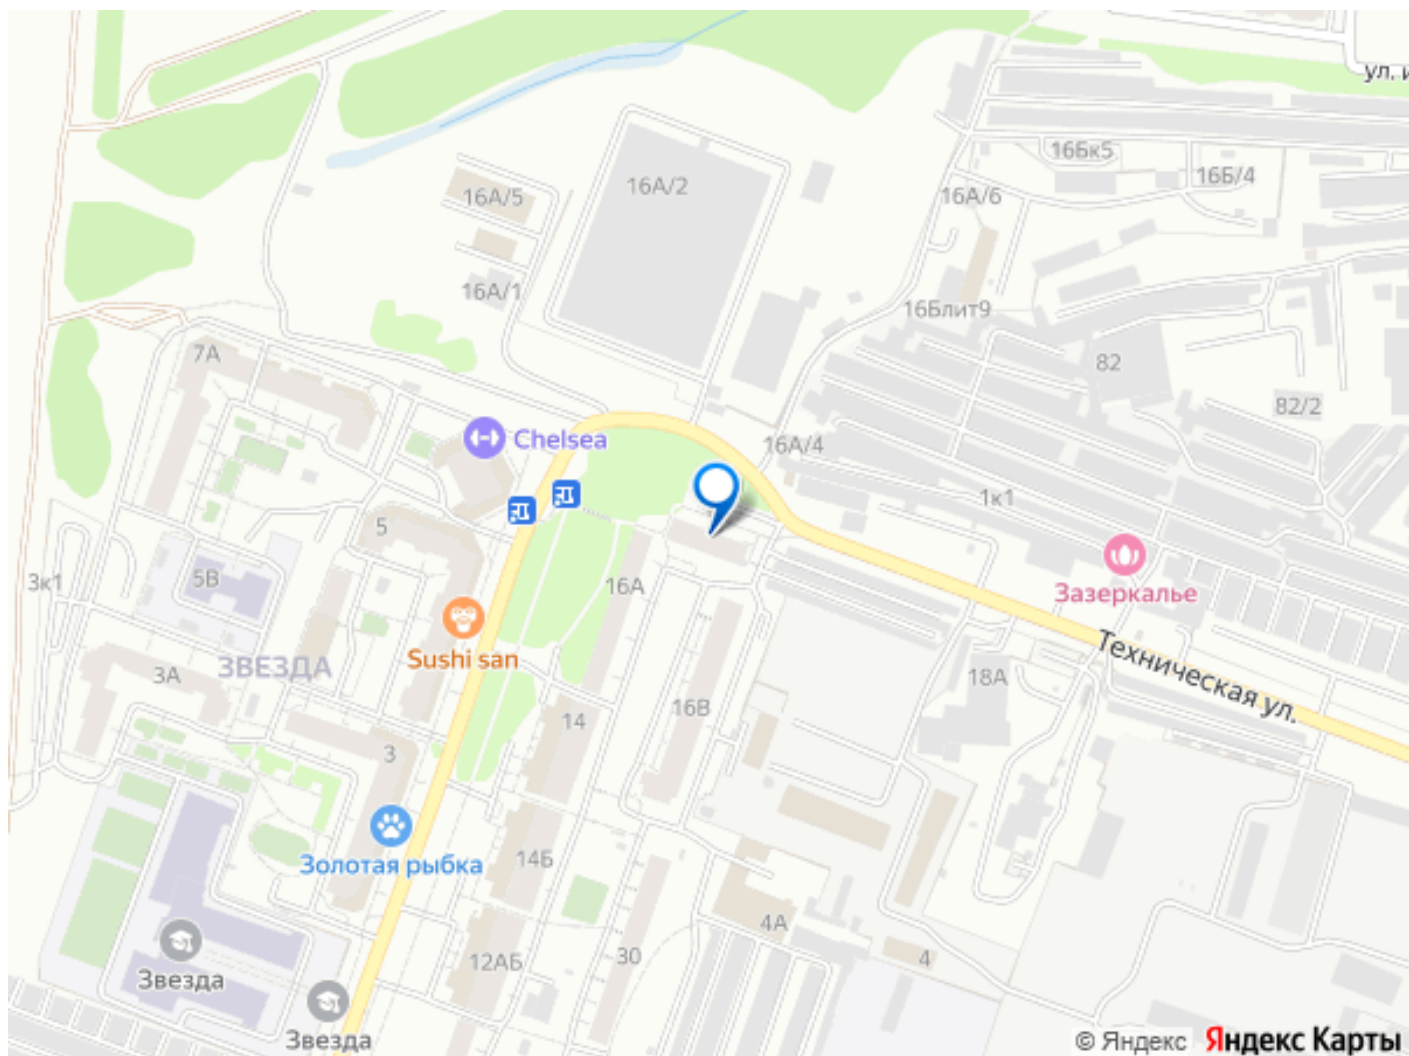 ул. и
16Бк5
16А/2
16Б/4
16А/5
16А/6
16А/1
16Блит9
7А
82
82/2
Chelsea
16А/4
1к1
5
3к1
5В
16А
Зазеркалье
Sushi san
Техническая ул.
ЗВЕЗДА
3А
18А
16В
14
3
Золотая рыбка
14Б
4А
Звезда
12АБ
30
4
Звезда
© Яндекс Яндекс Карты